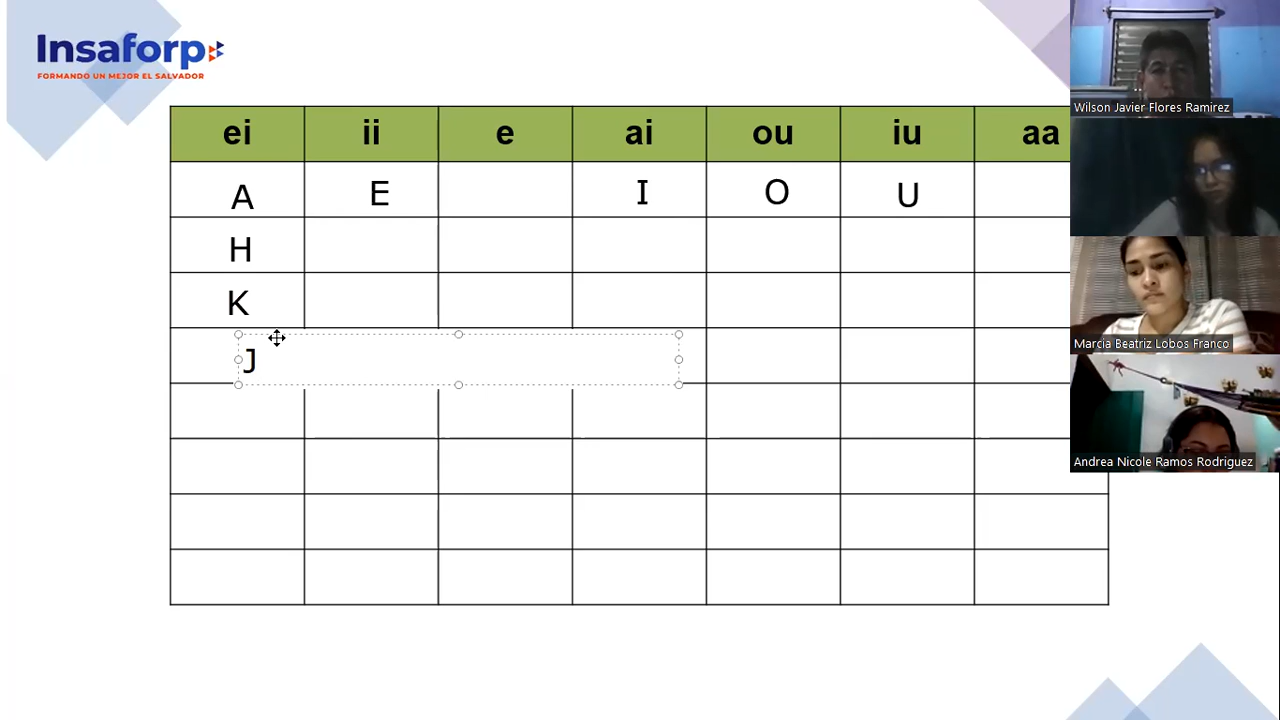 Insaforp
FORMANDO UN MEJOR EL SALVADOR
ei ii e ai ou iu aa
A E I O U
H
K
J
Wilson Javier Flores Ramirez
Marcia Beatriz Lobos Franco
Andrea Nicole Ramos Rodriguez